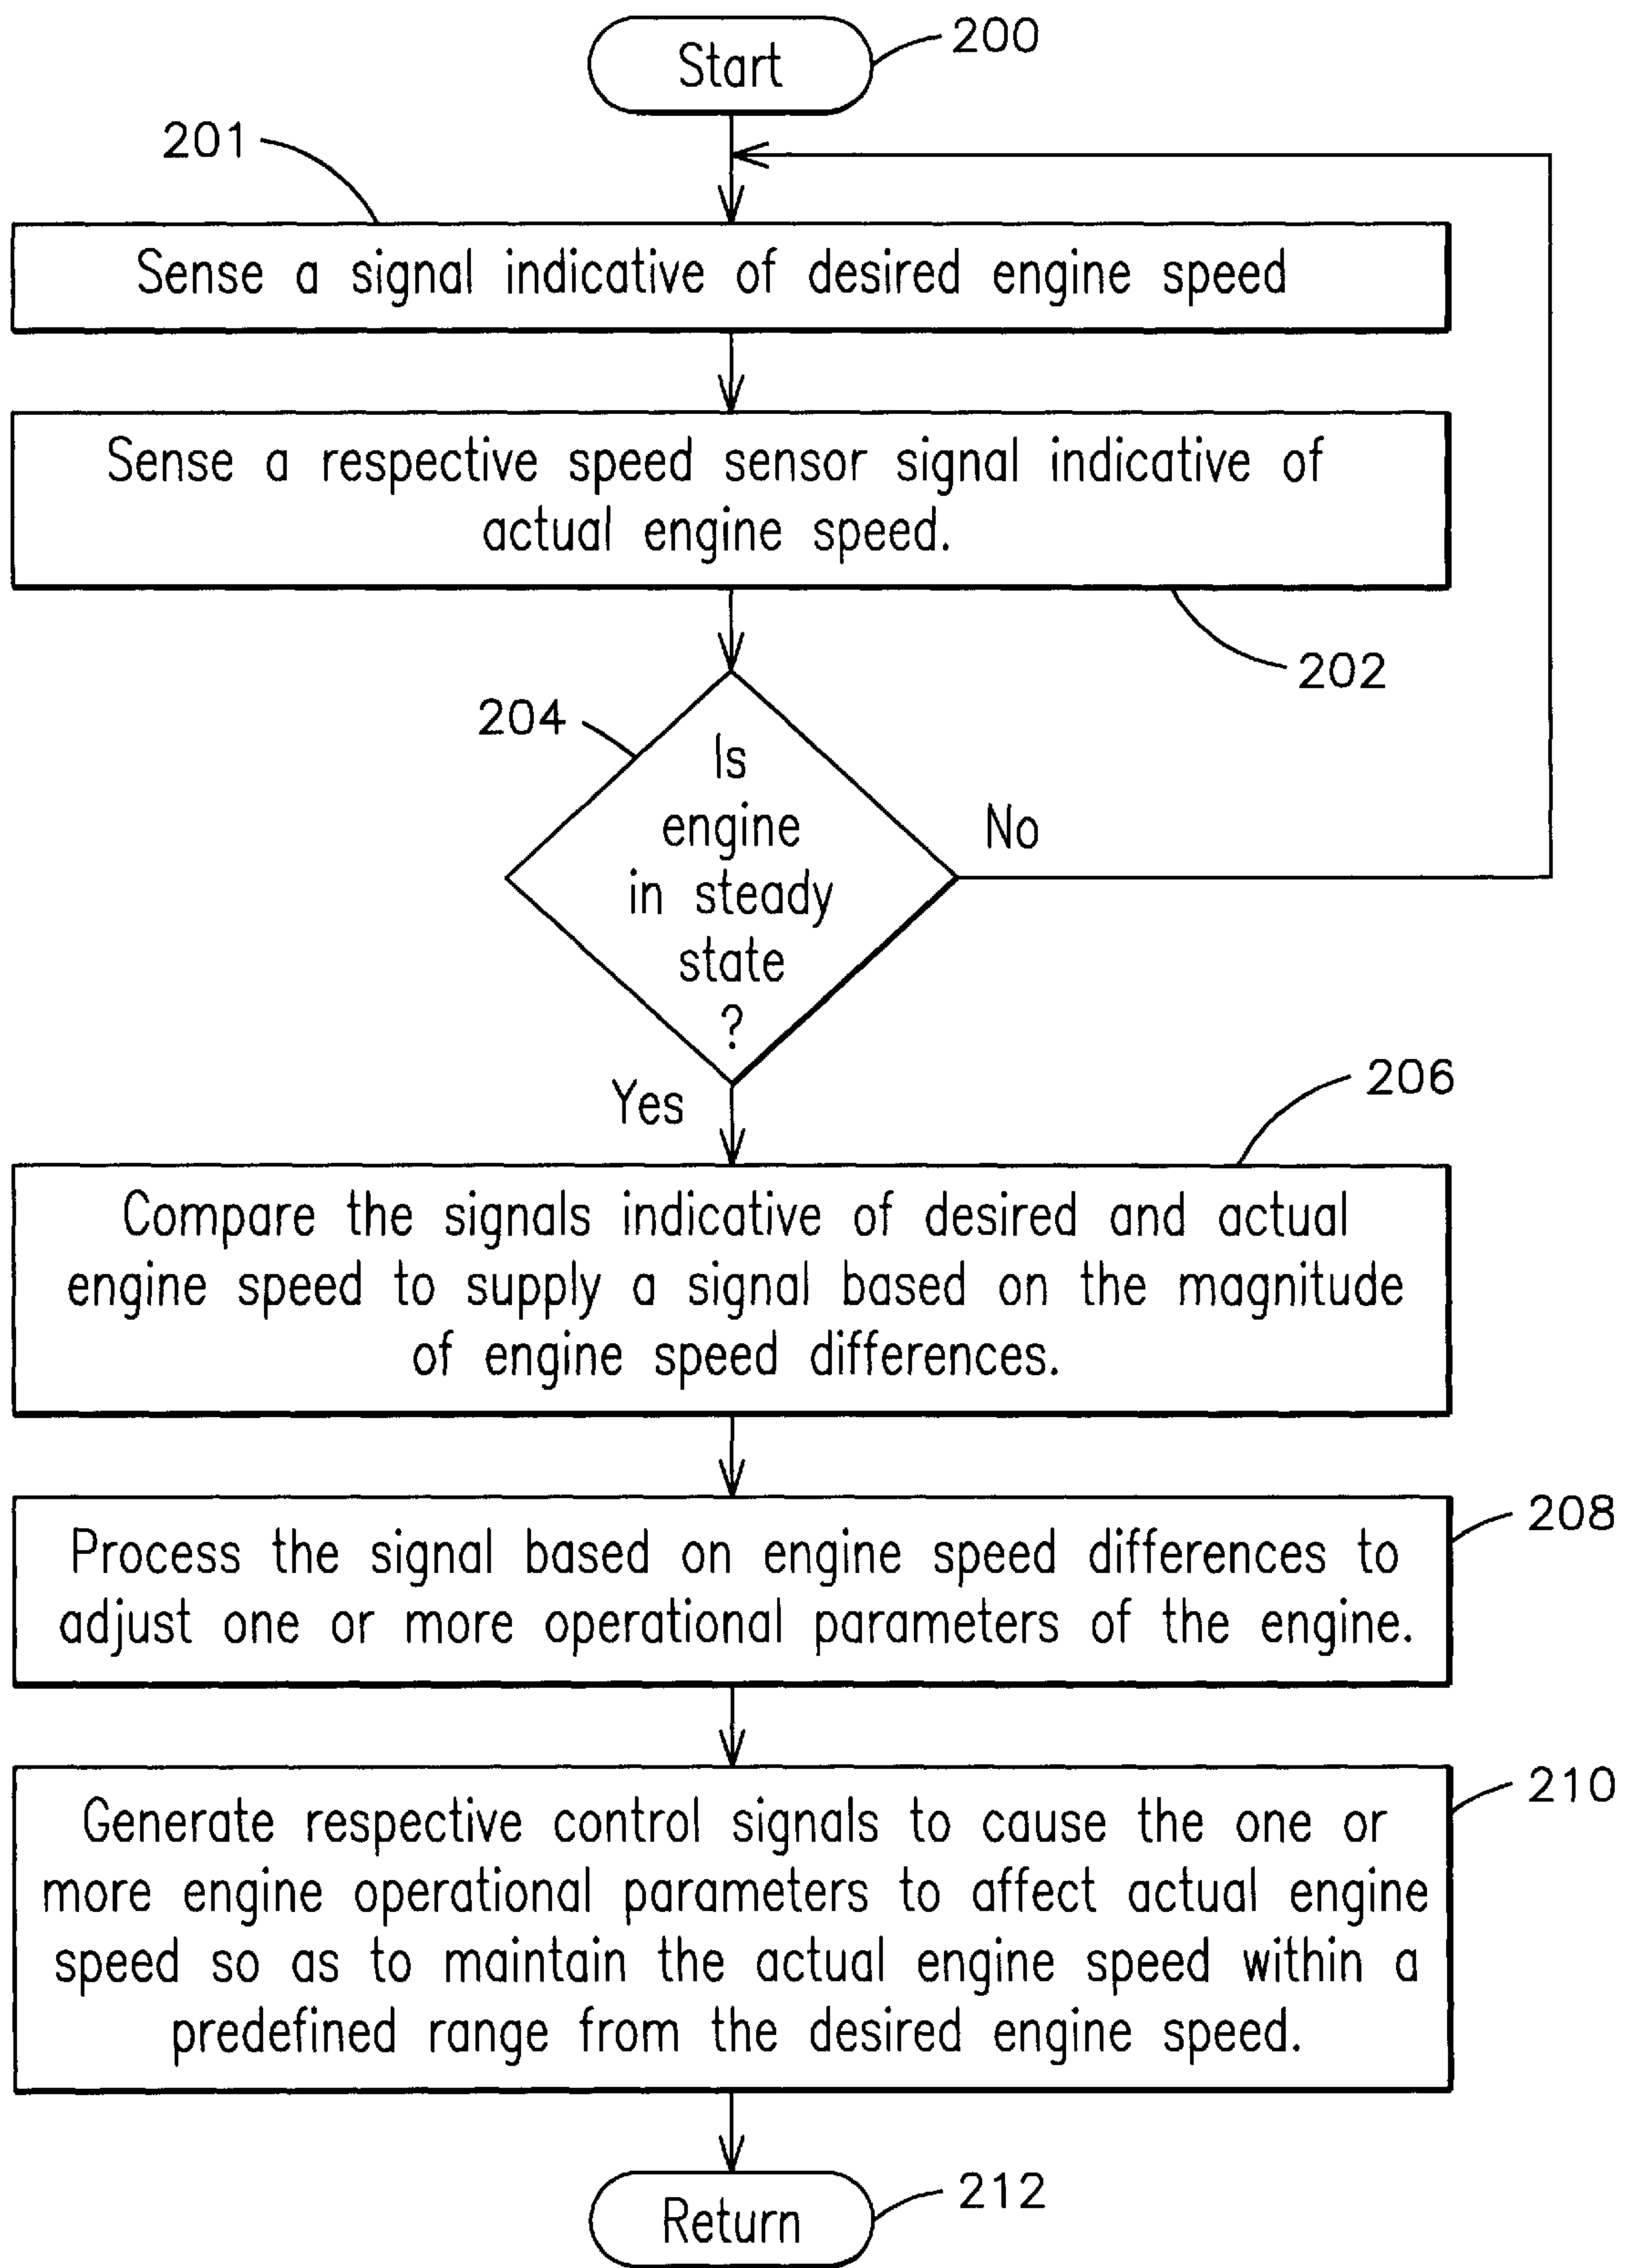 Start
200
201
Sense a signal indicative of desired engine speed
Sense a respective speed sensor signal indicative of
actual engine speed.
202
204
Is
engine
in steady
state
?
No
Yes
206
Compare the signals indicative of desired and actual
engine speed to supply a signal based on the magnitude
of engine speed differences.
208
Process the signal based on engine speed differences to
adjust one or more operational parameters of the engine.
210
Generate respective control signals to cause the one or
more engine operational parameters to affect actual engine
speed so as to maintain the actual engine speed within a
predefined range from the desired engine speed.
Return
212